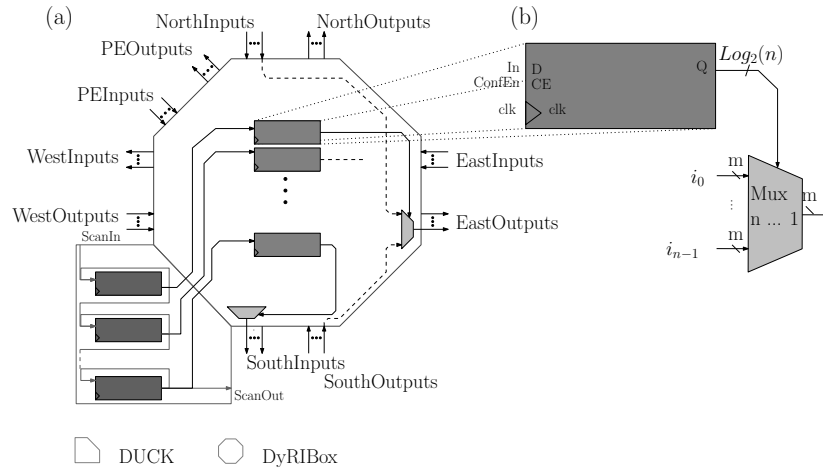 (a)
NorthInputs
NorthOutputs
PEOutputs
PEInputs
WestInputs
WestOutputs
ScanIn
EastInputs
EastOutputs
SouthInputs
SouthOutputs
ScanOut
DUCK
DyRIBox
(b)
In
D
Q
ConfEn
CE
clk
clk
Log₂(n)
i₀
m
Mux
m
n ... 1
m
iₙ₋₁